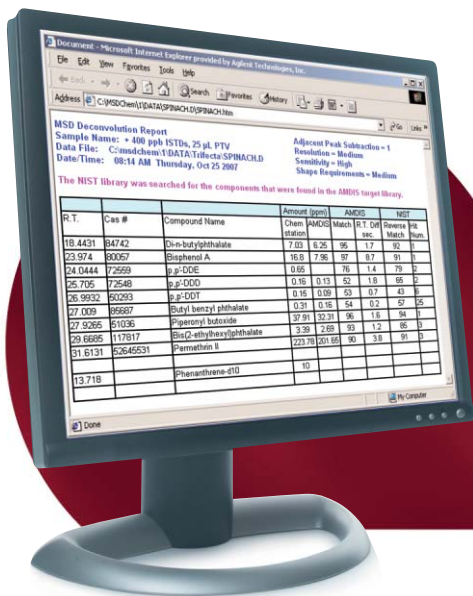 Document - Microsoft Internet Explorer provided by Agilent Technologies, Inc.
File Edit View Favorites Tools Help
Back Search Favorites History
Address C:\MSDChem\1\DATA\SPINACH.D\SPINACH.htm Go Links »
MSD Deconvolution Report
Sample Name: + 400 ppb ISTDs, 25 µL PTV
Data File: C:\msdchem\1\DATA\Trifecta\SPINACH.D
Date/Time: 08:14 AM Thursday, Oct 25 2007
Adjacent Peak Subtraction = 1
Resolution = Medium
Sensitivity = High
Shape Requirements = Medium
The NIST library was searched for the components that were found in the AMDIS target library.
Amount (ppm) AMDIS NIST
R.T. Cas # Compound Name Chem station AMDIS Match R.T. Diff sec. Reverse Match Hit Num.
18.4431 84742 Di-n-butylphthalate 7.03 6.25 95 1.7 92 1
23.974 80057 Bisphenol A 16.8 7.96 97 9.7 91 1
24.0444 72559 p,p'-DDE 0.65 76 1.4 79 2
25.705 72548 p,p'-DDD 0.16 0.13 52 1.8 65 2
26.9932 50293 p,p'-DDT 0.15 0.09 53 0.7 43 6
27.009 85687 Butyl benzyl phthalate 0.31 0.16 54 0.2 57 25
27.9265 51036 Piperonyl butoxide 37.91 32.31 96 1.6 94 1
29.6685 117817 Bis(2-ethylhexyl)phthalate 3.39 2.69 93 1.2 85 3
31.6131 52645531 Permethrin II 223.78 201.65 90 3.8 91 3
13.718 Phenanthrene-d10 10
Done My Computer